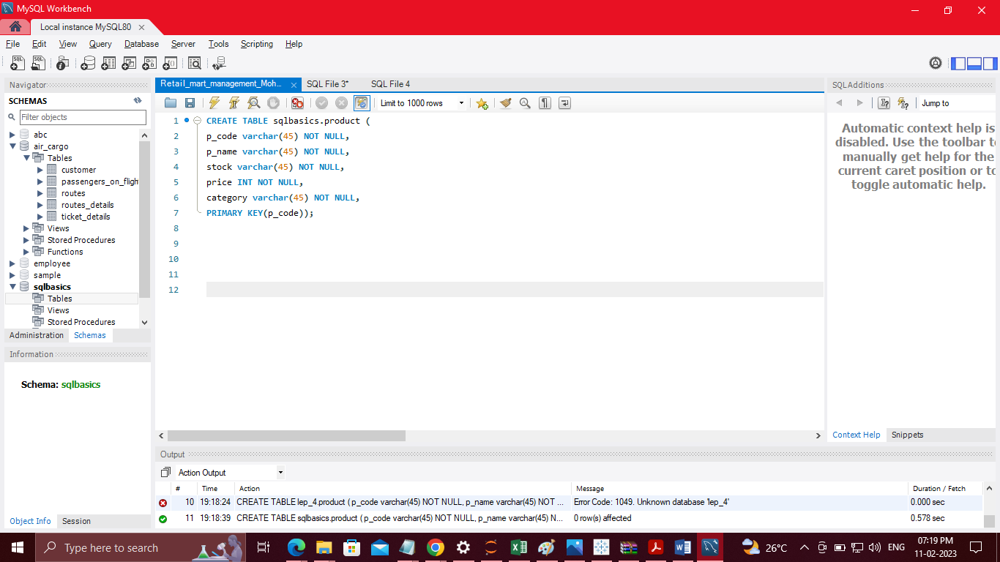 MySQL Workbench
Local instance MySQL80
File Edit View Query Database Server Tools Scripting Help
Navigator
SCHEMAS
Filter objects
abc
air_cargo
Tables
customer
passengers_on_fligh
routes
routes_details
ticket_details
Views
Stored Procedures
Functions
employee
sample
sqlbasics
Tables
Views
Stored Procedures
Administration Schemas
Information
Schema: sqlbasics
Object Info Session
Retail_mart_management_Moh... SQL File 3* SQL File 4
Limit to 1000 rows
1 CREATE TABLE sqlbasics.product (
2 p_code varchar(45) NOT NULL,
3 p_name varchar(45) NOT NULL,
4 stock varchar(45) NOT NULL,
5 price INT NOT NULL,
6 category varchar(45) NOT NULL,
7 PRIMARY KEY(p_code));
8
9
10
11
12
SQLAdditions
Jump to
Automatic context help is
disabled. Use the toolbar to
manually get help for the
current caret position or to
toggle automatic help.
Context Help Snippets
Output
Action Output
# Time Action Message Duration / Fetch
10 19:18:24 CREATE TABLE lep_4.product ( p_code varchar(45) NOT NULL, p_name varchar(45) NOT ... Error Code: 1049. Unknown database 'lep_4' 0.000 sec
11 19:18:39 CREATE TABLE sqlbasics.product ( p_code varchar(45) NOT NULL, p_name varchar(45) N... 0 row(s) affected 0.578 sec
Type here to search
26°C
ENG
07:19 PM
11-02-2023